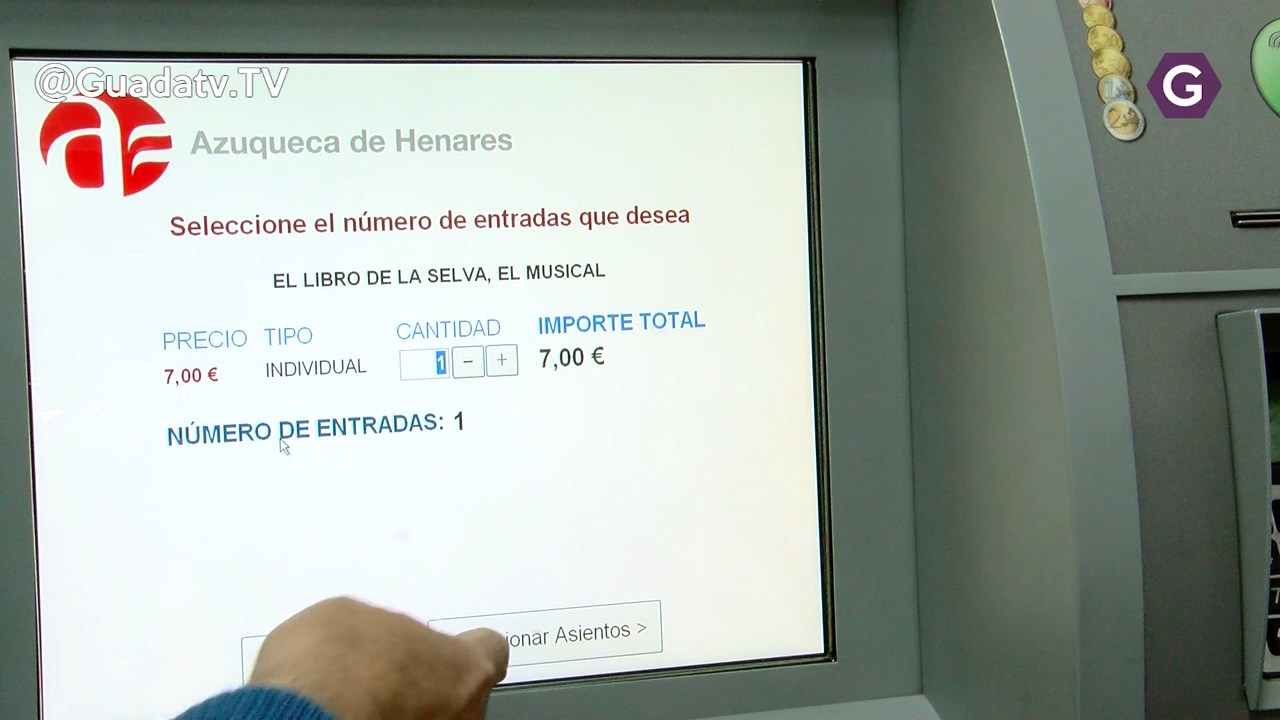 @Guadatv.TV
G
Azuqueca de Henares
Seleccione el número de entradas que desea
EL LIBRO DE LA SELVA, EL MUSICAL
PRECIO TIPO CANTIDAD IMPORTE TOTAL
7,00 € INDIVIDUAL 1 - + 7,00 €
NÚMERO DE ENTRADAS: 1
Asientos >